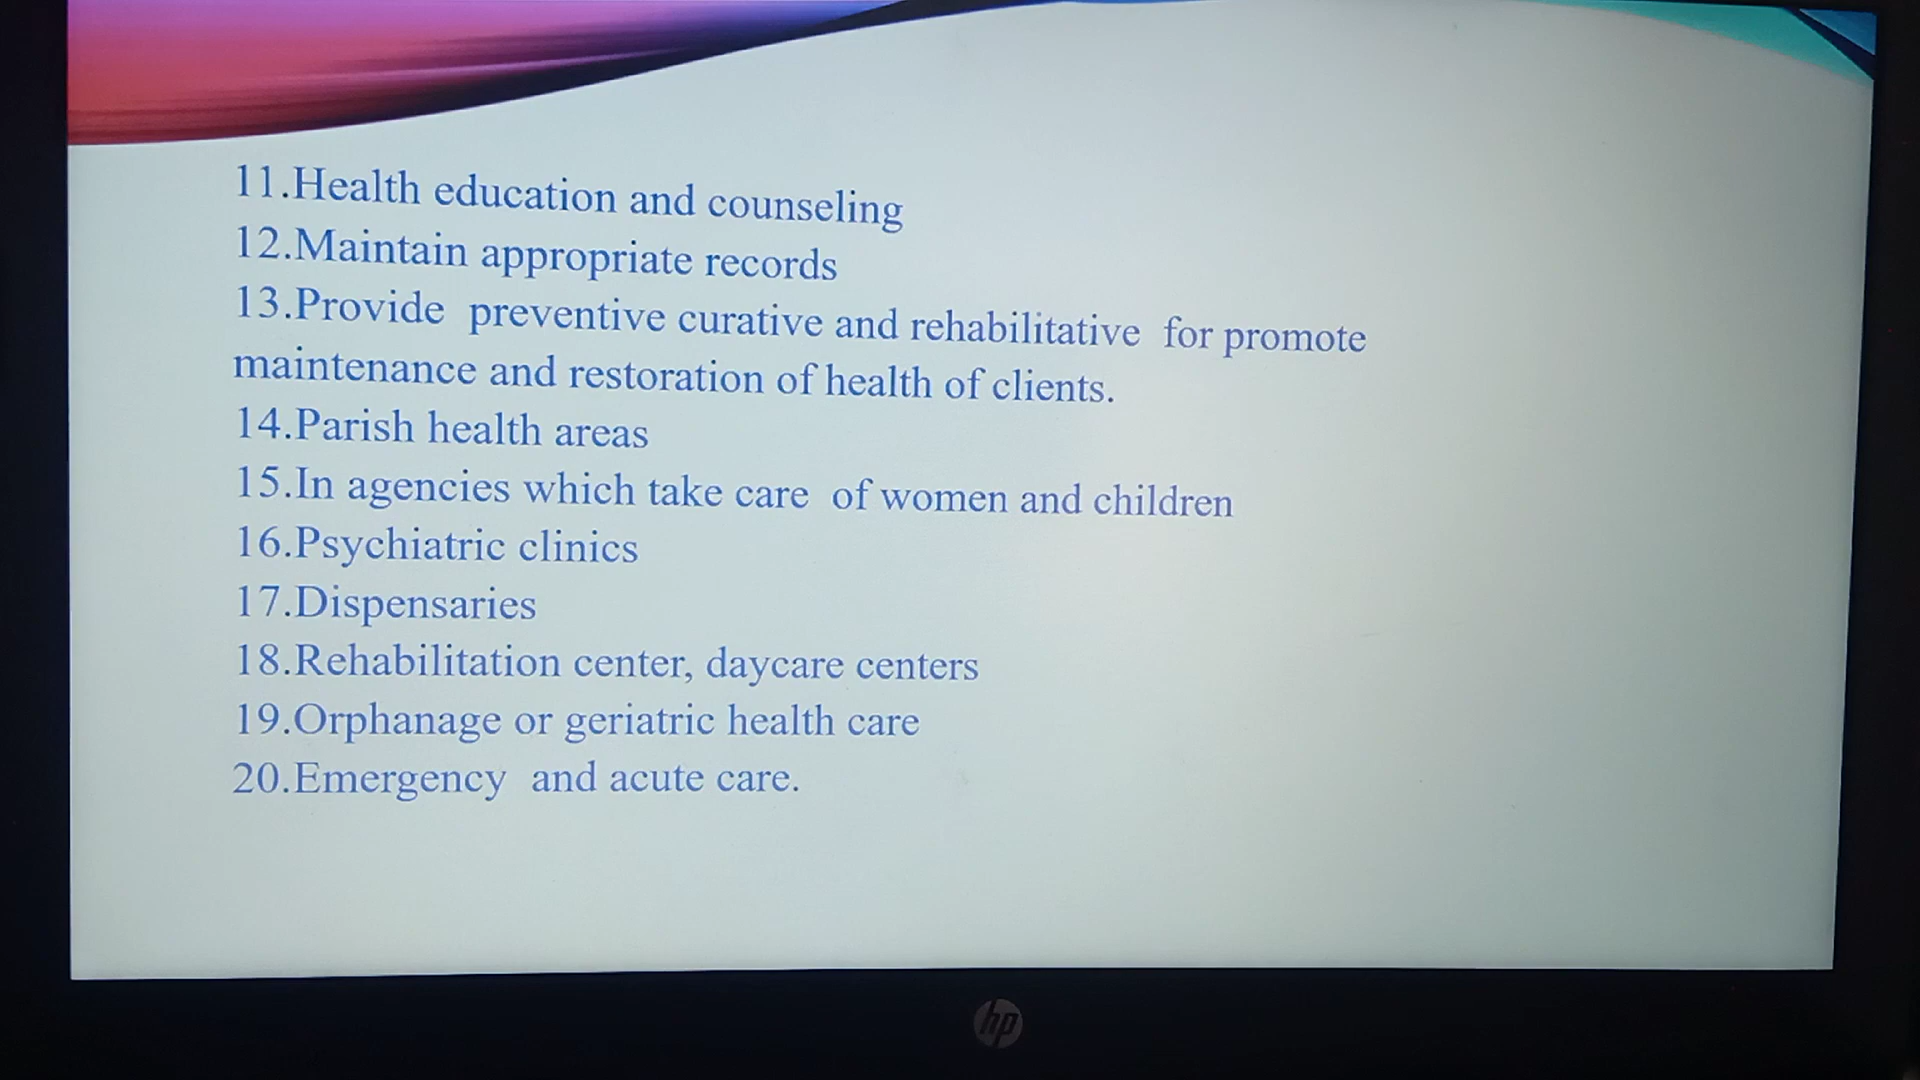 11.Health education and counseling
12.Maintain appropriate records
13.Provide preventive curative and rehabilitative for promote
maintenance and restoration of health of clients.
14.Parish health areas
15.In agencies which take care of women and children
16.Psychiatric clinics
17.Dispensaries
18.Rehabilitation center, daycare centers
19.Orphanage or geriatric health care
20.Emergency and acute care.
hp